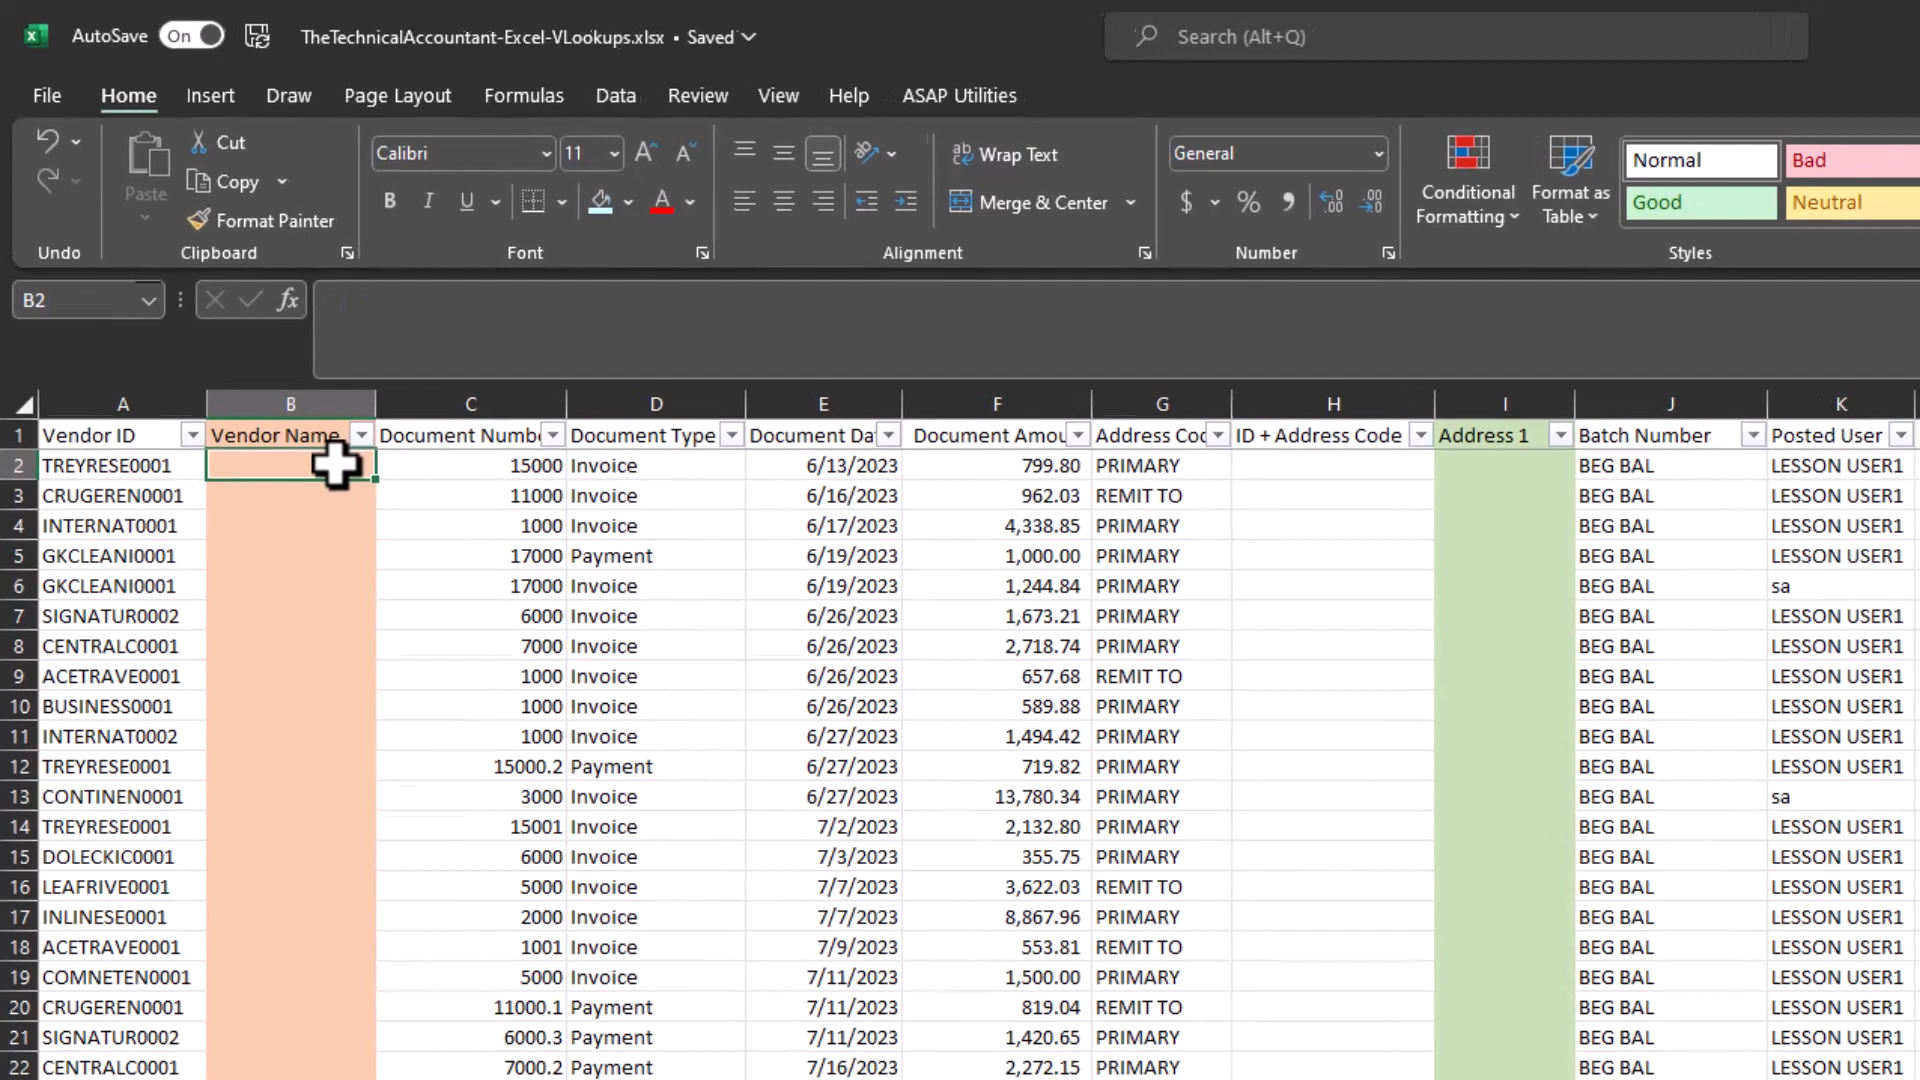 AutoSave On TheTechnicalAccountant-Excel-VLookups.xlsx • Saved Search (Alt+Q)
File Home Insert Draw Page Layout Formulas Data Review View Help ASAP Utilities
Paste Cut Copy Format Painter
Calibri 11
B I U A
ab Wrap Text
Merge & Center
General
$ % 9
Conditional Formatting
Format as Table
Normal Bad
Good Neutral
Undo Clipboard Font Alignment Number Styles
B2 fx
A B C D E F G H I J K
1 Vendor ID Vendor Name Document Numb Document Type Document Da Document Amou Address Co ID + Address Code Address 1 Batch Number Posted User
2 TREYRESE0001 15000 Invoice 6/13/2023 799.80 PRIMARY BEG BAL LESSON USER1
3 CRUGEREN0001 11000 Invoice 6/16/2023 962.03 REMIT TO BEG BAL LESSON USER1
4 INTERNAT0001 1000 Invoice 6/17/2023 4,338.85 PRIMARY BEG BAL LESSON USER1
5 GKCLEANI0001 17000 Payment 6/19/2023 1,000.00 PRIMARY BEG BAL LESSON USER1
6 GKCLEANI0001 17000 Invoice 6/19/2023 1,244.84 PRIMARY BEG BAL sa
7 SIGNATUR0002 6000 Invoice 6/26/2023 1,673.21 PRIMARY BEG BAL LESSON USER1
8 CENTRALC0001 7000 Invoice 6/26/2023 2,718.74 PRIMARY BEG BAL LESSON USER1
9 ACETRAVE0001 1000 Invoice 6/26/2023 657.68 REMIT TO BEG BAL LESSON USER1
10 BUSINESS0001 1000 Invoice 6/26/2023 589.88 PRIMARY BEG BAL LESSON USER1
11 INTERNAT0002 1000 Invoice 6/27/2023 1,494.42 PRIMARY BEG BAL LESSON USER1
12 TREYRESE0001 15000.2 Payment 6/27/2023 719.82 PRIMARY BEG BAL LESSON USER1
13 CONTINEN0001 3000 Invoice 6/27/2023 13,780.34 PRIMARY BEG BAL sa
14 TREYRESE0001 15001 Invoice 7/2/2023 2,132.80 PRIMARY BEG BAL LESSON USER1
15 DOLECKIC0001 6000 Invoice 7/3/2023 355.75 PRIMARY BEG BAL LESSON USER1
16 LEAFRIVE0001 5000 Invoice 7/7/2023 3,622.03 REMIT TO BEG BAL LESSON USER1
17 INLINESE0001 2000 Invoice 7/7/2023 8,867.96 PRIMARY BEG BAL LESSON USER1
18 ACETRAVE0001 1001 Invoice 7/9/2023 553.81 REMIT TO BEG BAL LESSON USER1
19 COMNETEN0001 5000 Invoice 7/11/2023 1,500.00 PRIMARY BEG BAL LESSON USER1
20 CRUGEREN0001 11000.1 Payment 7/11/2023 819.04 REMIT TO BEG BAL LESSON USER1
21 SIGNATUR0002 6000.3 Payment 7/11/2023 1,420.65 PRIMARY BEG BAL LESSON USER1
22 CENTRALC0001 7000.2 Payment 7/16/2023 2,272.15 PRIMARY BEG BAL LESSON USER1